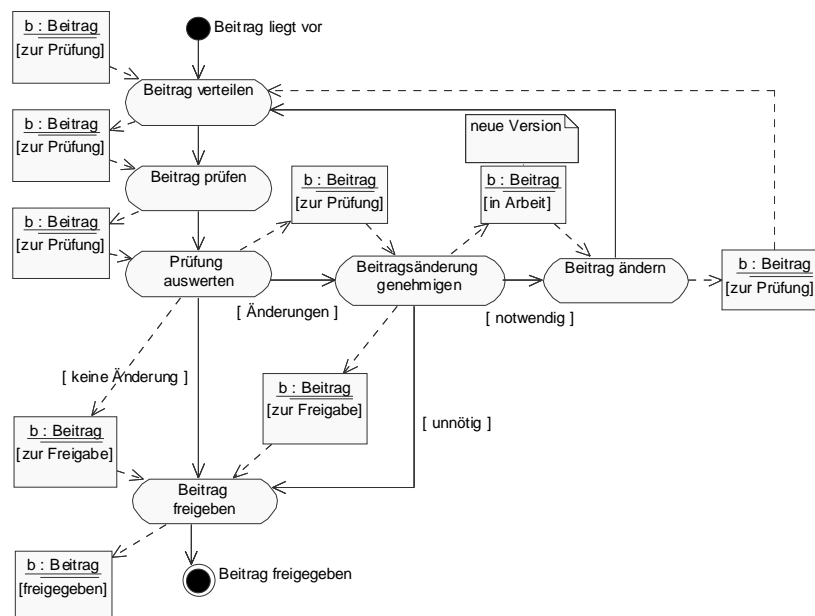 b : Beitrag
[zur Prüfung]
Beitrag liegt vor
Beitrag verteilen
b : Beitrag
[zur Prüfung]
neue Version
Beitrag prüfen
b : Beitrag
[zur Prüfung]
b : Beitrag
[in Arbeit]
b : Beitrag
[zur Prüfung]
Prüfung
auswerten
Beitragsänderung
genehmigen
Beitrag ändern
b : Beitrag
[zur Prüfung]
[ Änderungen ]
[ notwendig ]
[ keine Änderung ]
b : Beitrag
[zur Freigabe]
[ unnötig ]
b : Beitrag
[zur Freigabe]
Beitrag
freigeben
b : Beitrag
[freigegeben]
Beitrag freigegeben